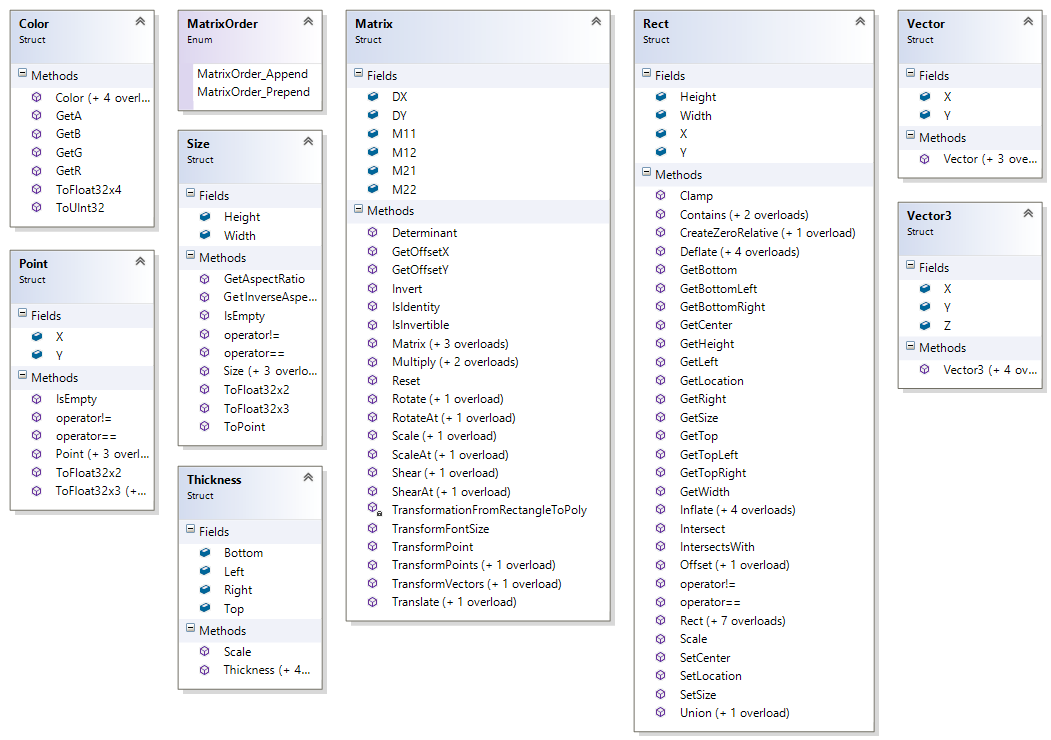 Color
Struct
Methods
Color (+ 4 overl...
GetA
GetB
GetG
GetR
ToFloat32x4
ToUInt32
Point
Struct
Fields
X
Y
Methods
IsEmpty
operator!=
operator==
Point (+ 3 overl...
ToFloat32x2
ToFloat32x3 (+...
MatrixOrder
Enum
MatrixOrder_Append
MatrixOrder_Prepend
Size
Struct
Fields
Height
Width
Methods
GetAspectRatio
GetInverseAspe...
IsEmpty
operator!=
operator==
Size (+ 3 overlo...
ToFloat32x2
ToFloat32x3
ToPoint
Thickness
Struct
Fields
Bottom
Left
Right
Top
Methods
Scale
Thickness (+ 4...
Matrix
Struct
Fields
DX
DY
M11
M12
M21
M22
Methods
Determinant
GetOffsetX
GetOffsetY
Invert
IsIdentity
IsInvertible
Matrix (+ 3 overloads)
Multiply (+ 2 overloads)
Reset
Rotate (+ 1 overload)
RotateAt (+ 1 overload)
Scale (+ 1 overload)
ScaleAt (+ 1 overload)
Shear (+ 1 overload)
ShearAt (+ 1 overload)
TransformationFromRectangleToPoly
TransformFontSize
TransformPoint
TransformPoints (+ 1 overload)
TransformVectors (+ 1 overload)
Translate (+ 1 overload)
Rect
Struct
Fields
Height
Width
X
Y
Methods
Clamp
Contains (+ 2 overloads)
CreateZeroRelative (+ 1 overload)
Deflate (+ 4 overloads)
GetBottom
GetBottomLeft
GetBottomRight
GetCenter
GetHeight
GetLeft
GetLocation
GetRight
GetSize
GetTop
GetTopLeft
GetTopRight
GetWidth
Inflate (+ 4 overloads)
Intersect
IntersectsWith
Offset (+ 1 overload)
operator!=
operator==
Rect (+ 7 overloads)
Scale
SetCenter
SetLocation
SetSize
Union (+ 1 overload)
Vector
Struct
Fields
X
Y
Methods
Vector (+ 3 ove...
Vector3
Struct
Fields
X
Y
Z
Methods
Vector3 (+ 4 ov...